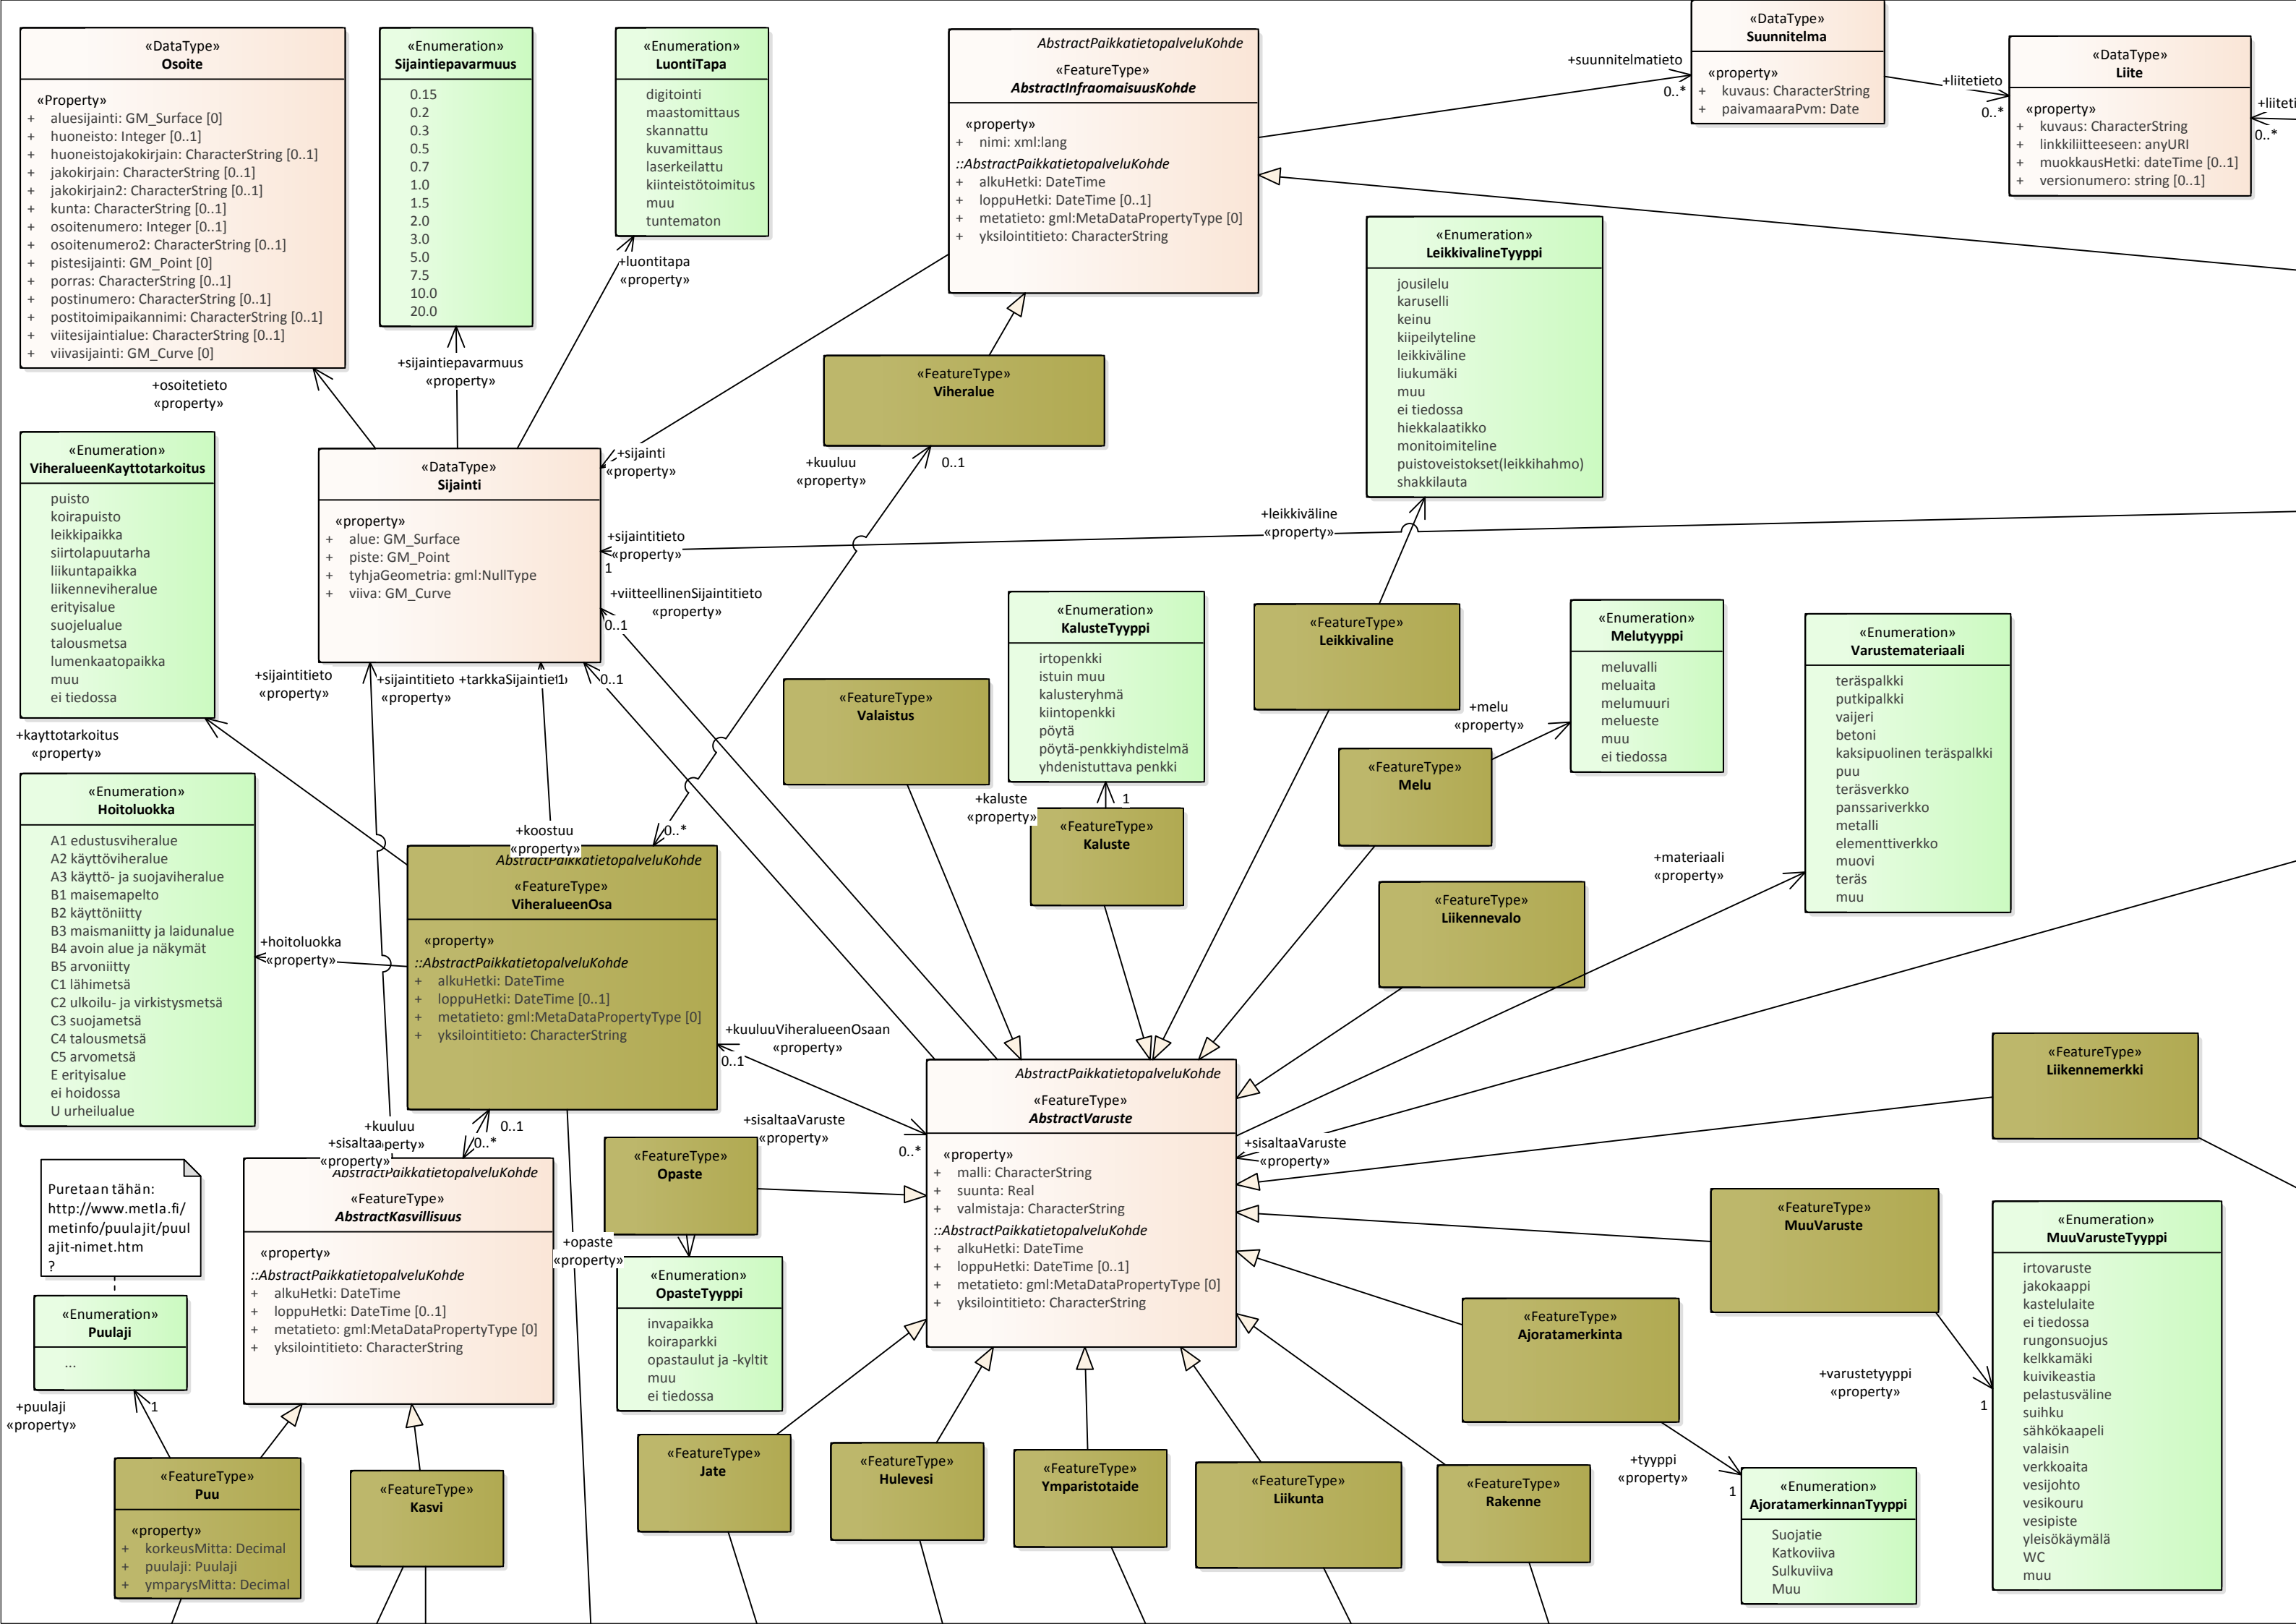 «DataType»
Osoite
«Property»
+ aluesijainti: GM_Surface [0]
+ huoneisto: Integer [0..1]
+ huoneistojakokirjain: CharacterString [0..1]
+ jakokirjain: CharacterString [0..1]
+ jakokirjain2: CharacterString [0..1]
+ kunta: CharacterString [0..1]
+ osoitenumero: Integer [0..1]
+ osoitenumero2: CharacterString [0..1]
+ pistesijainti: GM_Point [0]
+ porras: CharacterString [0..1]
+ postinumero: CharacterString [0..1]
+ postitoimipaikannimi: CharacterString [0..1]
+ viitesijaintialue: CharacterString [0..1]
+ viivasijainti: GM_Curve [0]
«Enumeration»
Sijaintiepavarmuus
0.15
0.2
0.3
0.5
0.7
1.0
1.5
2.0
3.0
5.0
7.5
10.0
20.0
«Enumeration»
LuontiTapa
digitointi
maastomittaus
skannattu
kuvamittaus
laserkeilattu
kiinteistötoimitus
muu
tuntematon
AbstractPaikkatietopalveluKohde
«FeatureType»
AbstractInfraomaisuusKohde
«property»
+ nimi: xml:lang
::AbstractPaikkatietopalveluKohde
+ alkuHetki: DateTime
+ loppuHetki: DateTime [0..1]
+ metatieto: gml:MetaDataPropertyType [0]
+ yksilointitieto: CharacterString
+suunnitelmatieto
0..*
«DataType»
Suunnitelma
«property»
+ kuvaus: CharacterString
+ paivamaaraPvm: Date
+liitetieto
0..*
«DataType»
Liite
«property»
+ kuvaus: CharacterString
+ linkkiliitteeseen: anyURI
+ muokkausHetki: dateTime [0..1]
+ versionumero: string [0..1]
+liiteti
0..*
+osoitetieto
«property»
+sijaintiepavarmuus
«property»
+luontitapa
«property»
«FeatureType»
Viheralue
+kuuluu
«property»
0..1
«Enumeration»
LeikkivalineTyyppi
jousilelu
karuselli
keinu
kiipeilyteline
leikkiväline
liukumäki
muu
ei tiedossa
hiekkalaatikko
monitoimiteline
puistoveistokset(leikkihahmo)
shakkilauta
«Enumeration»
ViheralueenKayttotarkoitus
puisto
koirapuisto
leikkipaikka
siirtolapuutarha
liikuntapaikka
liikenneviheralue
erityisalue
suojelualue
talousmetsa
lumenkaatopaikka
muu
ei tiedossa
«DataType»
Sijainti
«property»
+ alue: GM_Surface
+ piste: GM_Point
+ tyhjaGeometria: gml:NullType
+ viiva: GM_Curve
+sijainti
«property»
+sijaintitieto
«property»
1
+viitteellinenSijaintitieto
«property»
0..1
+leikkiväline
«property»
+sijaintitieto
«property»
+sijaintitieto
«property»
+tarkkaSijaintieto
0..1
+kayttotarkoitus
«property»
«FeatureType»
Valaistus
«Enumeration»
KalusteTyyppi
irtopenkki
istuin muu
kalusteryhmä
kiintopenkki
pöytä
pöytä-penkkiyhdistelmä
yhdenistuttava penkki
+kaluste
«property»
1
«FeatureType»
Kaluste
«FeatureType»
Leikkivaline
«Enumeration»
Melutyyppi
meluvalli
meluaita
melumuuri
melueste
muu
ei tiedossa
+melu
«property»
«FeatureType»
Melu
«Enumeration»
Varustemateriaali
teräspalkki
putkipalkki
vaijeri
betoni
kaksipuolinen teräspalkki
puu
teräsverkko
panssariverkko
metalli
elementtiverkko
muovi
teräs
muu
+materiaali
«property»
«FeatureType»
Liikennevalo
«Enumeration»
Hoitoluokka
A1 edustusviheralue
A2 käyttöviheralue
A3 käyttö- ja suojaviheralue
B1 maisemapelto
B2 käyttöniitty
B3 maismaniitty ja laidunalue
B4 avoin alue ja näkymät
B5 arvoniitty
C1 lähimetsä
C2 ulkoilu- ja virkistysmetsä
C3 suojametsä
C4 talousmetsä
C5 arvometsä
E erityisalue
ei hoidossa
U urheilualue
+hoitoluokka
«property»
+koostuu
«property»
0..*
AbstractPaikkatietopalveluKohde
«FeatureType»
ViheralueenOsa
«property»
::AbstractPaikkatietopalveluKohde
+ alkuHetki: DateTime
+ loppuHetki: DateTime [0..1]
+ metatieto: gml:MetaDataPropertyType [0]
+ yksilointitieto: CharacterString
+kuuluuViheralueenOsaan
«property»
0..1
+sisaltaaVaruste
«property»
0..*
AbstractPaikkatietopalveluKohde
«FeatureType»
AbstractVaruste
«property»
+ malli: CharacterString
+ suunta: Real
+ valmistaja: CharacterString
::AbstractPaikkatietopalveluKohde
+ alkuHetki: DateTime
+ loppuHetki: DateTime [0..1]
+ metatieto: gml:MetaDataPropertyType [0]
+ yksilointitieto: CharacterString
+sisaltaaVaruste
«property»
«FeatureType»
Liikennemerkki
+kuuluu
0..1
+sisaltaa
«property»
0..*
AbstractPaikkatietopalveluKohde
«FeatureType»
AbstractKasvillisuus
«property»
::AbstractPaikkatietopalveluKohde
+ alkuHetki: DateTime
+ loppuHetki: DateTime [0..1]
+ metatieto: gml:MetaDataPropertyType [0]
+ yksilointitieto: CharacterString
Puretaan tähän:
http://www.metla.fi/
metinfo/puulajit/puul
ajit-nimet.htm
?
«Enumeration»
Puulaji
...
+puulaji
«property»
1
«FeatureType»
Opaste
+opaste
«property»
«Enumeration»
OpasteTyyppi
invapaikka
koiraparkki
opastaulut ja -kyltit
muu
ei tiedossa
«FeatureType»
MuuVaruste
«Enumeration»
MuuVarusteTyyppi
irtovaruste
jakokaappi
kastelulaite
ei tiedossa
rungonsuojus
kelkkamäki
kuivikeastia
pelastusväline
suihku
sähkökaapeli
valaisin
verkkoaita
vesijohto
vesikouru
vesipiste
yleisökäymälä
WC
muu
+varustetyyppi
«property»
1
«FeatureType»
Ajoratamerkinta
+tyyppi
«property»
1
«Enumeration»
AjoratamerkinnanTyyppi
Suojatie
Katkoviiva
Sulkuviiva
Muu
«FeatureType»
Puu
«property»
+ korkeusMitta: Decimal
+ puulaji: Puulaji
+ ymparysMitta: Decimal
«FeatureType»
Kasvi
«FeatureType»
Jate
«FeatureType»
Hulevesi
«FeatureType»
Ymparistotaide
«FeatureType»
Liikunta
«FeatureType»
Rakenne